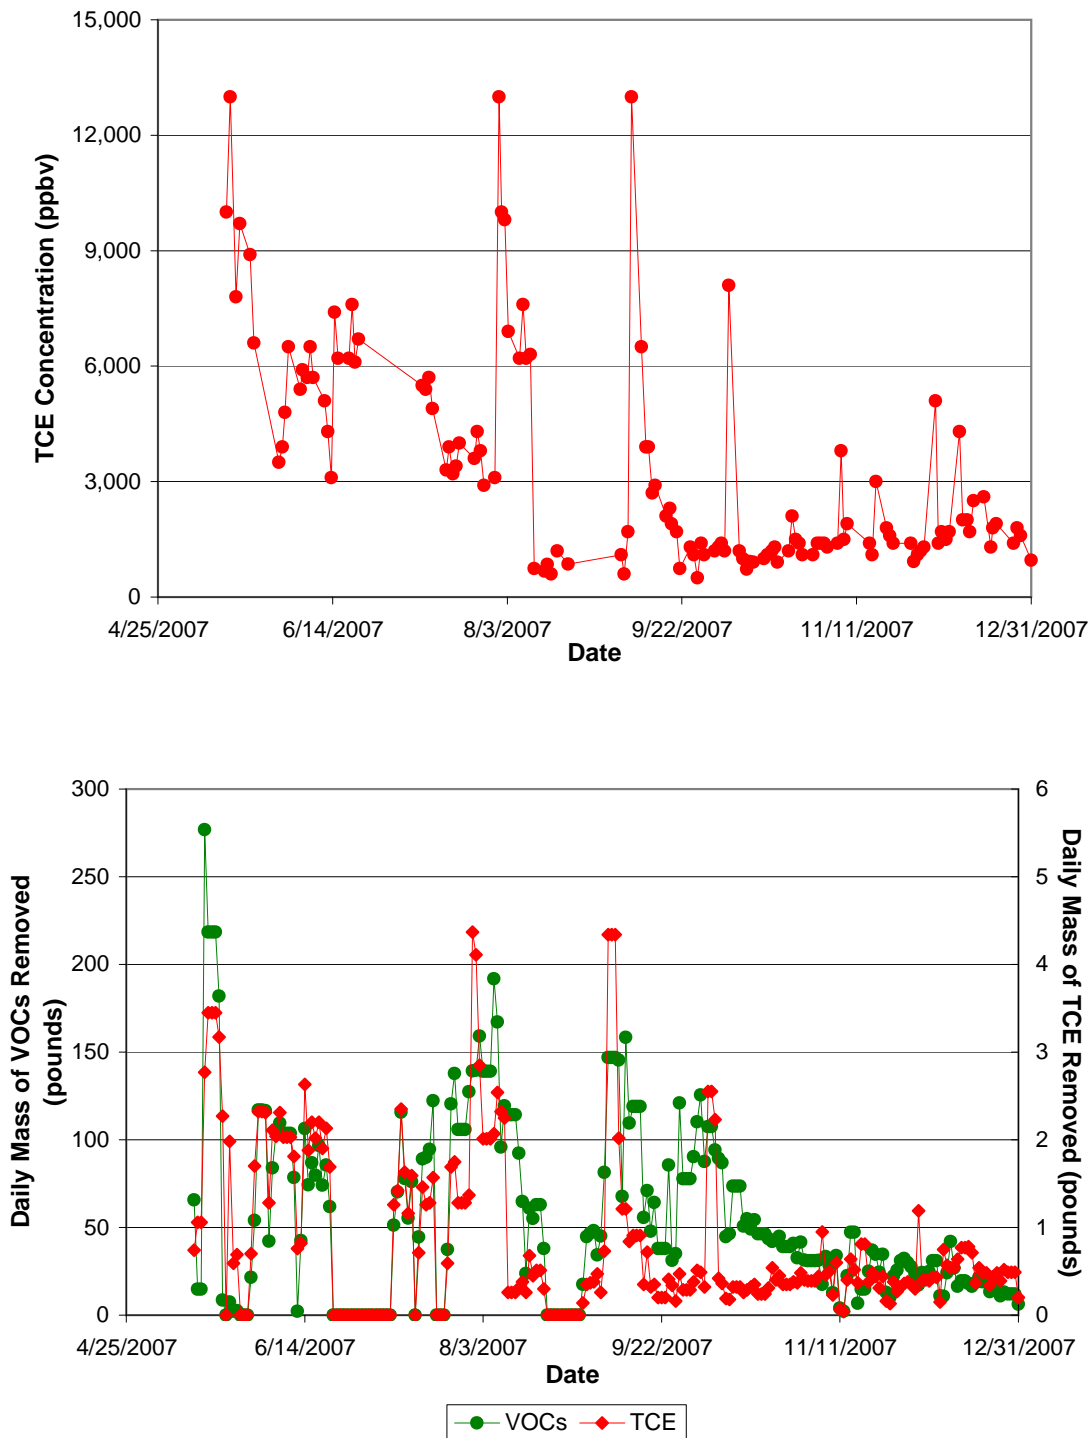 15,000
12,000
9,000
6,000
3,000
0
TCE Concentration (ppbv)
4/25/2007 6/14/2007 8/3/2007 9/22/2007 11/11/2007 12/31/2007
Date
300
250
200
150
100
50
0
Daily Mass of VOCs Removed
(pounds)
6
5
4
3
2
1
0
Daily Mass of TCE Removed (pounds)
4/25/2007 6/14/2007 8/3/2007 9/22/2007 11/11/2007 12/31/2007
Date
VOCs TCE